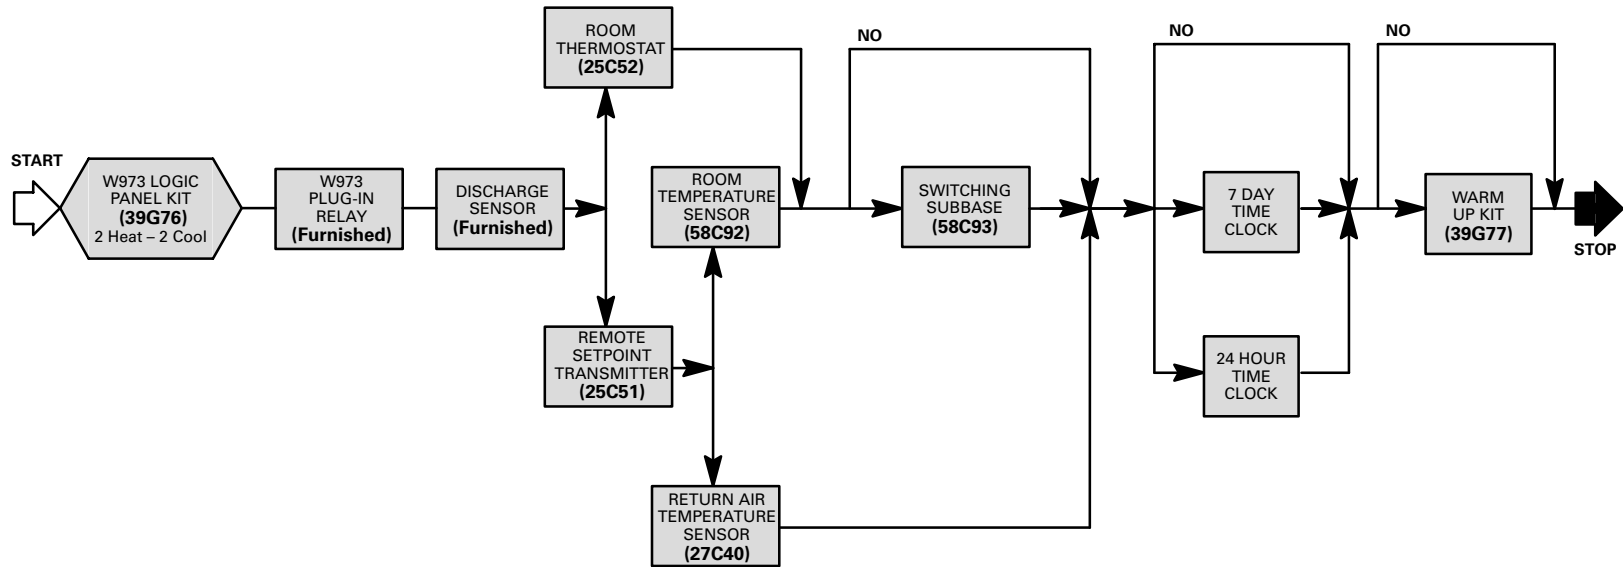 START
W973 LOGIC
PANEL KIT
(39G76)
2 Heat – 2 Cool
W973
PLUG-IN
RELAY
(Furnished)
DISCHARGE
SENSOR
(Furnished)
ROOM
THERMOSTAT
(25C52)
REMOTE
SETPOINT
TRANSMITTER
(25C51)
ROOM
TEMPERATURE
SENSOR
(58C92)
RETURN AIR
TEMPERATURE
SENSOR
(27C40)
NO
SWITCHING
SUBBASE
(58C93)
NO
7 DAY
TIME
CLOCK
24 HOUR
TIME
CLOCK
NO
WARM
UP KIT
(39G77)
STOP